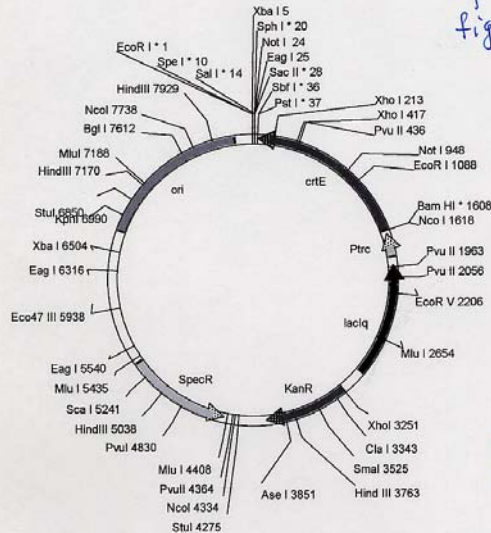 fig
Xba I 5
Sph I * 20
Not I 24
Eag I 25
Sac II * 28
Sbf I * 36
Pst I * 37
Xho I 213
Xho I 417
Pvu II 436
Not I 948
EcoR I 1088
crtE
Bam HI * 1608
Nco I 1618
Ptrc
Pvu II 1963
Pvu II 2056
EcoR V 2206
lacIq
Mlu I 2654
XhoI 3251
Cla I 3343
SmaI 3525
Hind III 3763
KanR
Ase I 3851
StuI 4275
NcoI 4334
PvuII 4364
Mlu I 4408
SpecR
PvuI 4830
HindIII 5038
Sca I 5241
Mlu I 5435
Eag I 5540
Eco47 III 5938
Eag I 6316
Xba I 6504
StuI 6850
KpnI 6990
HindIII 7170
MluI 7188
ori
Bgl I 7612
NcoI 7738
HindIII 7929
Sal I * 14
Spe I * 10
EcoR I * 1